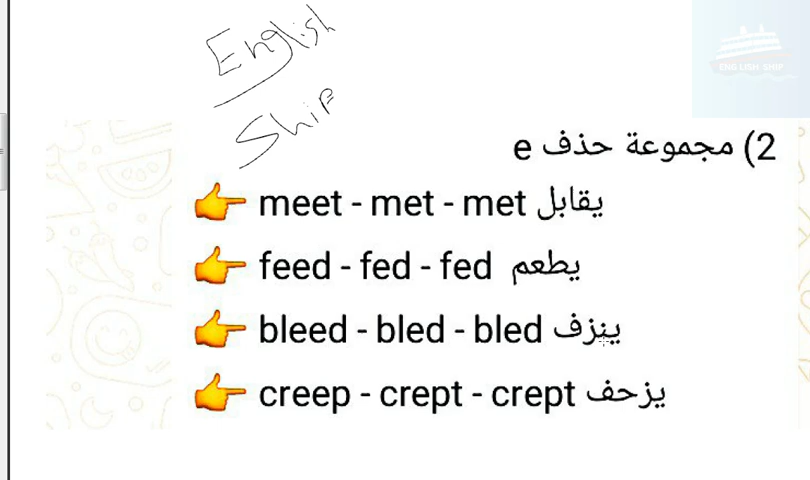 English
Ship
ENGLISH SHIP
2) مجموعة حذف e
meet - met - met يقابل
feed - fed - fed يطعم
bleed - bled - bled ينزف
creep - crept - crept يزحف